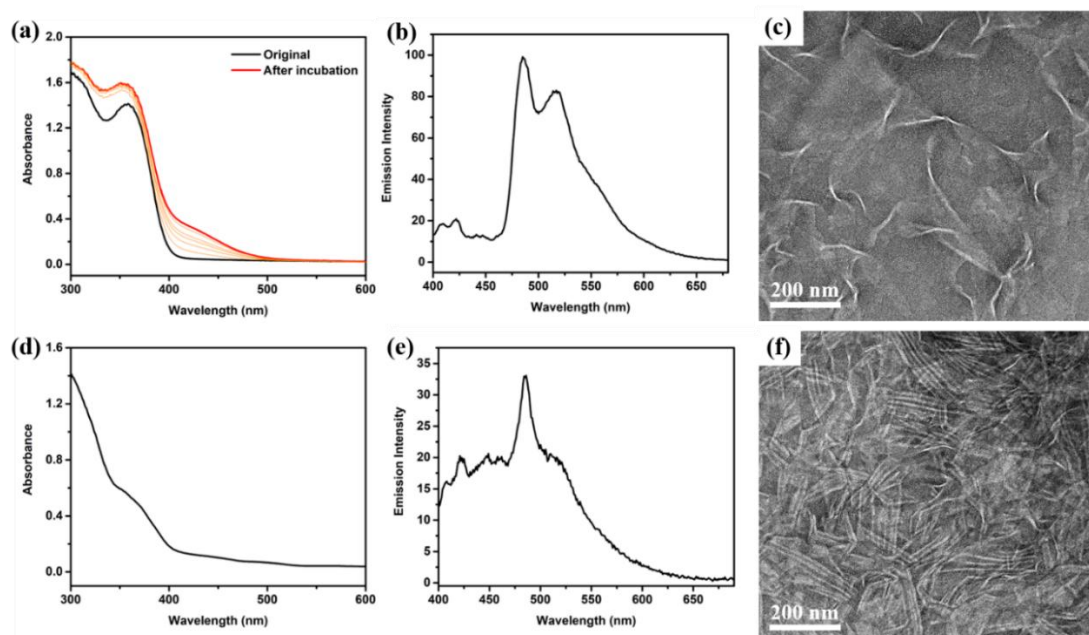 (a)
2.0
1.6
1.2
0.8
0.4
0.0
Absorbance
Original
After incubation
300 400 500 600
Wavelength (nm)
(b)
100
80
60
40
20
0
Emission Intensity
400 450 500 550 600 650
Wavelength (nm)
(c)
200 nm
(d)
1.6
1.2
0.8
0.4
0.0
Absorbance
300 400 500 600
Wavelength (nm)
(e)
35
30
25
20
15
10
5
0
Emission Intensity
400 450 500 550 600 650
Wavelength (nm)
(f)
200 nm